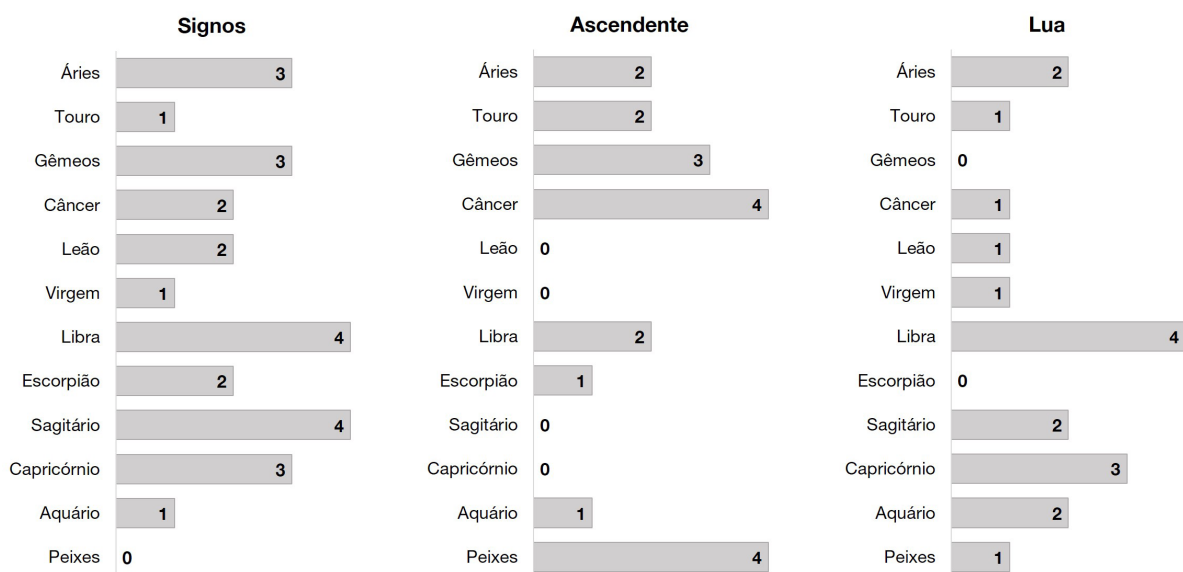 Signos
Áries 3
Touro 1
Gêmeos 3
Câncer 2
Leão 2
Virgem 1
Libra 4
Escorpião 2
Sagitário 4
Capricórnio 3
Aquário 1
Peixes 0
Ascendente
Áries 2
Touro 2
Gêmeos 3
Câncer 4
Leão 0
Virgem 0
Libra 2
Escorpião 1
Sagitário 0
Capricórnio 0
Aquário 1
Peixes 4
Lua
Áries 2
Touro 1
Gêmeos 0
Câncer 1
Leão 1
Virgem 1
Libra 4
Escorpião 0
Sagitário 2
Capricórnio 3
Aquário 2
Peixes 1